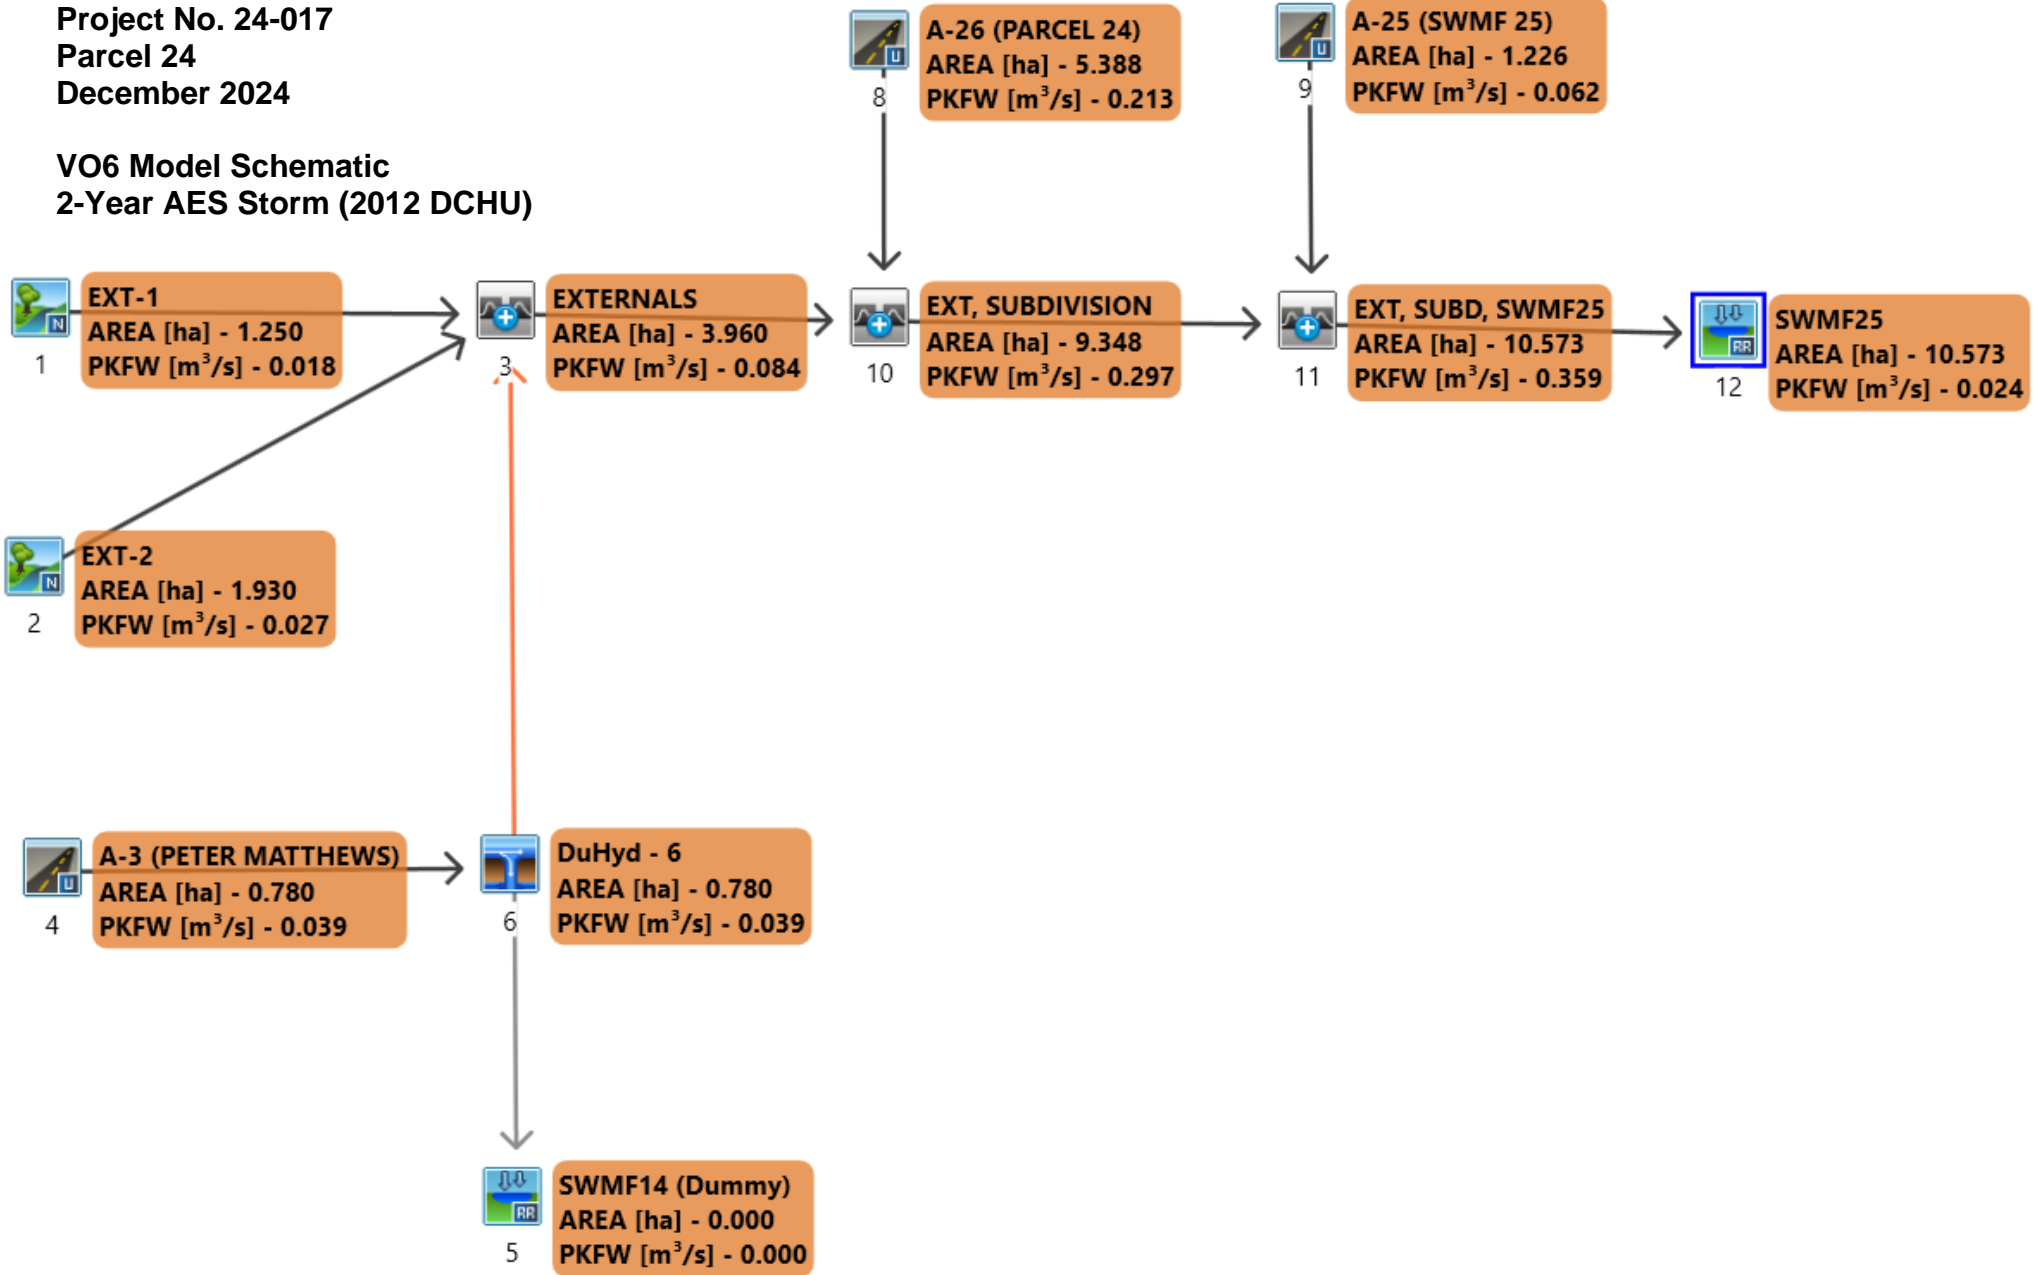 Project No. 24-017
Parcel 24
December 2024
VO6 Model Schematic
2-Year AES Storm (2012 DCHU)
U
8
A-26 (PARCEL 24)
AREA [ha] - 5.388
PKFW [m³/s] - 0.213
U
9
A-25 (SWMF 25)
AREA [ha] - 1.226
PKFW [m³/s] - 0.062
N
1
EXT-1
AREA [ha] - 1.250
PKFW [m³/s] - 0.018
3
EXTERNALS
AREA [ha] - 3.960
PKFW [m³/s] - 0.084
10
EXT, SUBDIVISION
AREA [ha] - 9.348
PKFW [m³/s] - 0.297
11
EXT, SUBD, SWMF25
AREA [ha] - 10.573
PKFW [m³/s] - 0.359
RR
12
SWMF25
AREA [ha] - 10.573
PKFW [m³/s] - 0.024
N
2
EXT-2
AREA [ha] - 1.930
PKFW [m³/s] - 0.027
U
4
A-3 (PETER MATTHEWS)
AREA [ha] - 0.780
PKFW [m³/s] - 0.039
6
DuHyd - 6
AREA [ha] - 0.780
PKFW [m³/s] - 0.039
RR
5
SWMF14 (Dummy)
AREA [ha] - 0.000
PKFW [m³/s] - 0.000